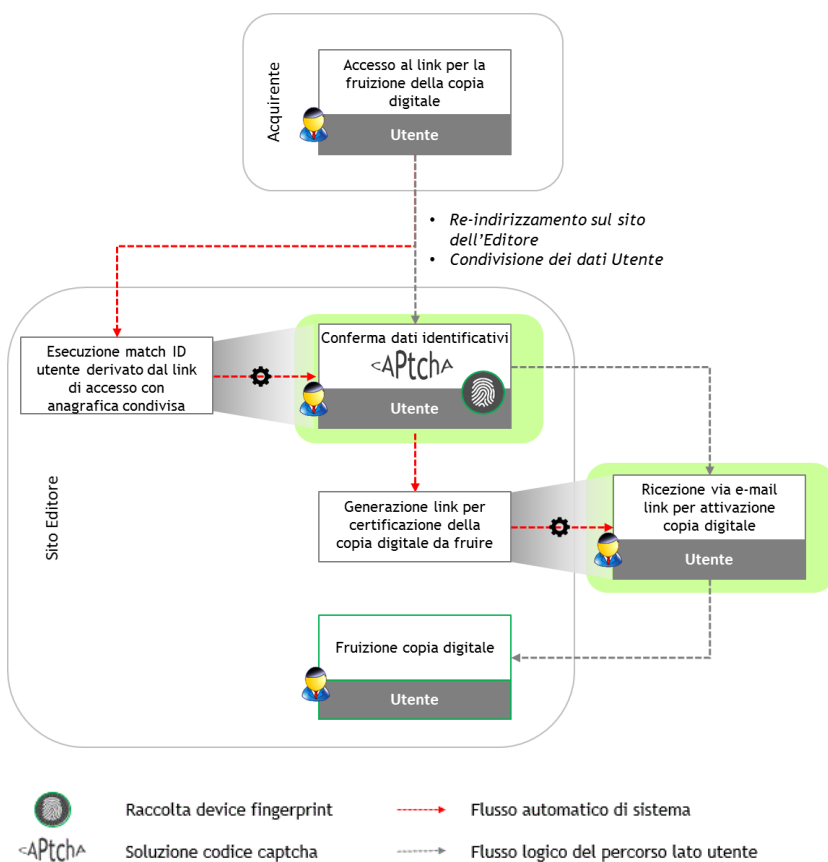 Acquirente
Accesso al link per la
fruizione della copia
digitale
Utente
• Re-indirizzamento sul sito
dell'Editore
• Condivisione dei dati Utente
Sito Editore
Esecuzione match ID
utente derivato dal link
di accesso con
anagrafica condivisa
Conferma dati identificativi
cAPtchA
Utente
Generazione link per
certificazione della
copia digitale da fruire
Ricezione via e-mail
link per attivazione
copia digitale
Utente
Fruizione copia digitale
Utente
Raccolta device fingerprint
Flusso automatico di sistema
cAPtchA
Soluzione codice captcha
Flusso logico del percorso lato utente